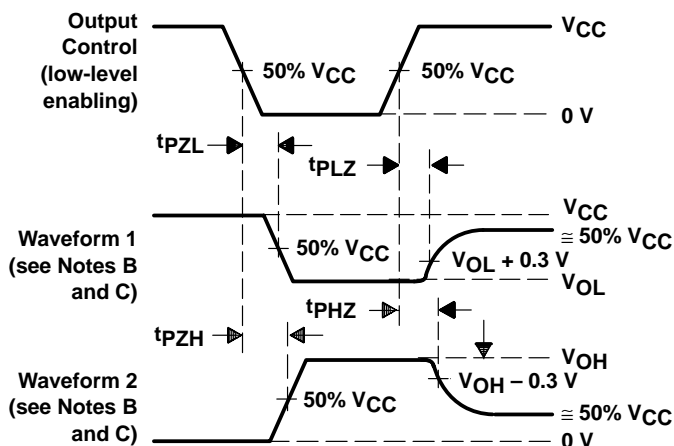 Output
Control
(low-level
enabling)
VCC
50% VCC
50% VCC
0 V
tPZL
tPLZ
VCC
Waveform 1
(see Notes B
and C)
50% VCC
≅ 50% VCC
VOL + 0.3 V
VOL
tPHZ
tPZH
VOH
Waveform 2
(see Notes B
and C)
50% VCC
VOH – 0.3 V
≅ 50% VCC
0 V